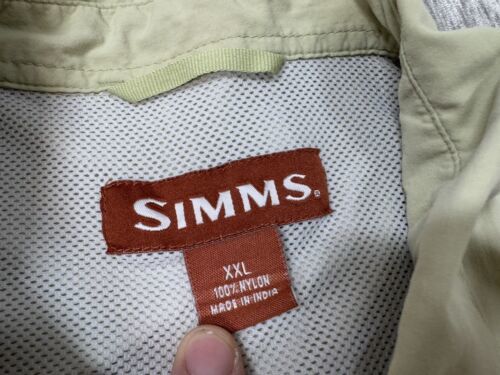 SIMMS®
XXL
100% NYLON
MADE IN INDIA